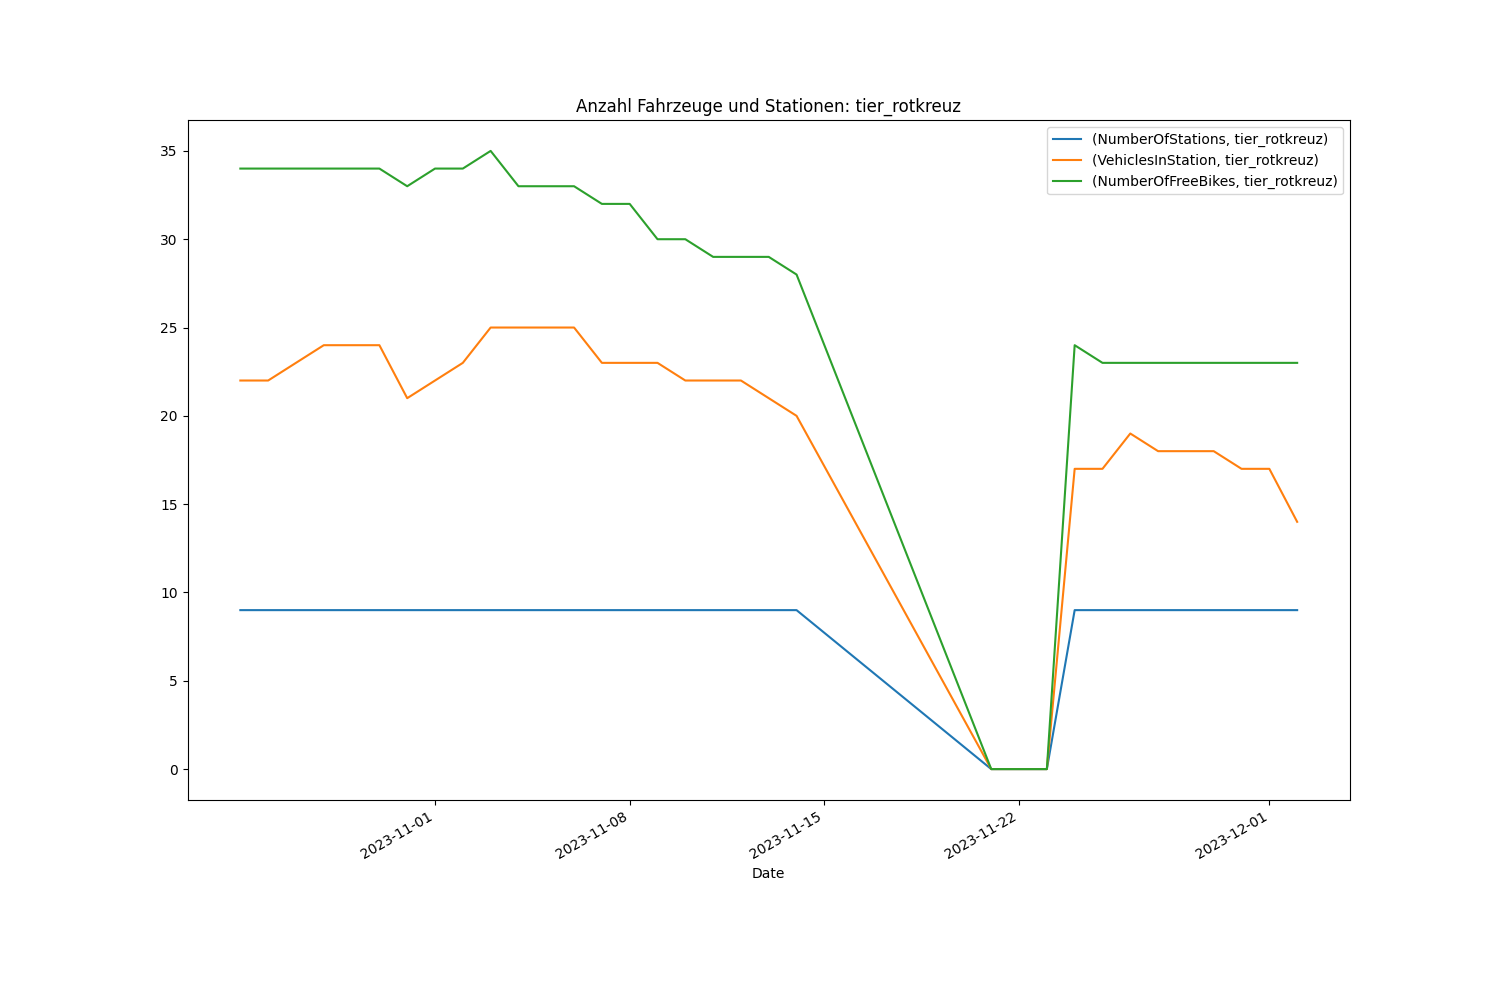 Anzahl Fahrzeuge und Stationen: tier_rotkreuz
(NumberOfStations, tier_rotkreuz)
(VehiclesInStation, tier_rotkreuz)
(NumberOfFreeBikes, tier_rotkreuz)
35
30
25
20
15
10
5
0
2023-11-01
2023-11-08
2023-11-15
2023-11-22
2023-12-01
Date